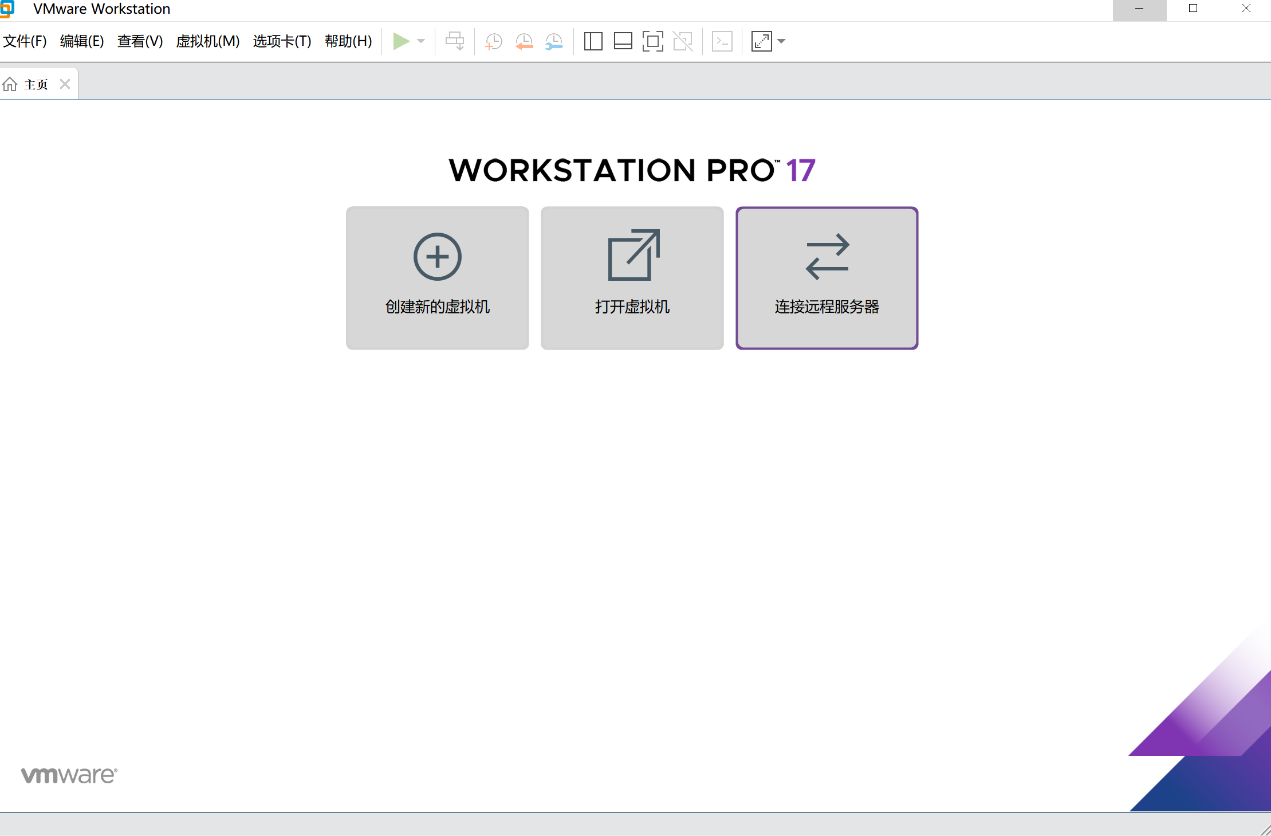 VMware Workstation
文件(F) 编辑(E) 查看(V) 虚拟机(M) 选项卡(T) 帮助(H)
主页
WORKSTATION PRO™ 17
创建新的虚拟机 打开虚拟机 连接远程服务器
vmware®